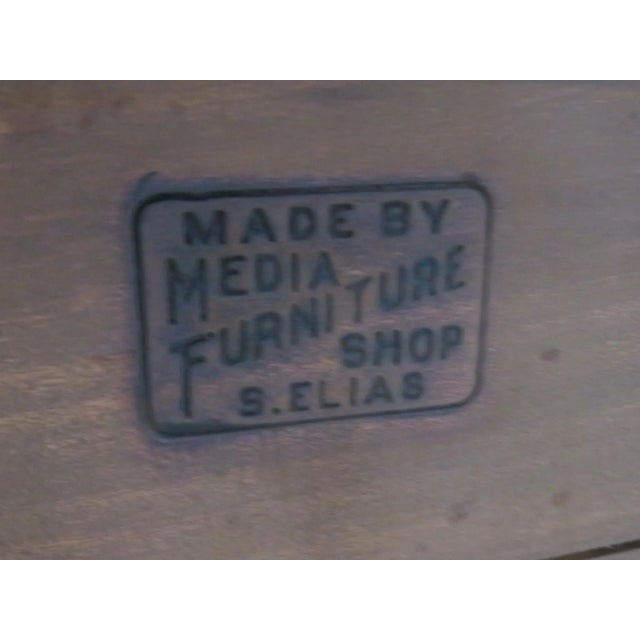 MADE BY
MEDIA
FURNITURE
SHOP
S. ELIAS